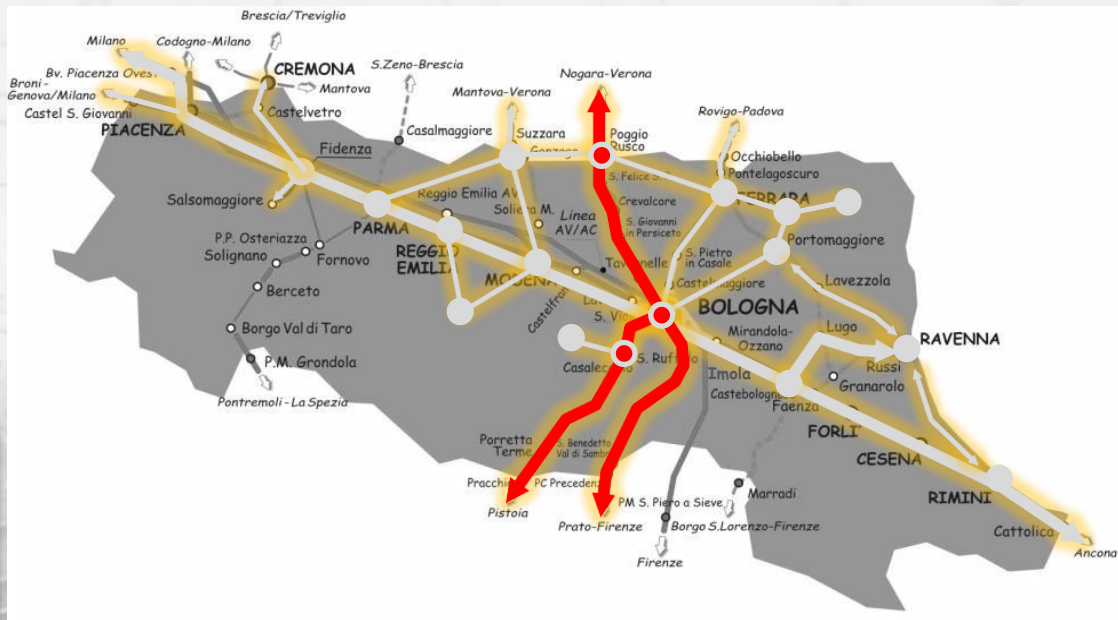 Brescia/Treviglio
Milano
Codogno-Milano
Bv. Piacenza Ovest
CREMONA
S.Zeno-Brescia
Nogara-Verona
Broni -
Genova/Milano
Mantova
Mantova-Verona
Castel S. Giovanni
Castelvetro
Rovigo-Padova
PIACENZA
Casalmaggiore
Suzzara
Poggio
Rusco
Fidenza
Gonzaga
Occhiobello
Pontelagoscuro
S. Felice S.
Reggio Emilia AV
FERRARA
Salsomaggiore
Crevalcore
Soliera M.
Linea
AV/AC
S. Giovanni
in Persiceto
PARMA
P.P. Osteriazza
Portomaggiore
REGGIO
EMILIA
Solignano
Fornovo
S. Pietro
in Casale
MODENA
Tavernelle
Castelmaggiore
Lavezzola
Berceto
Castelfran
BOLOGNA
S. Vio
Borgo Val di Taro
Mirandola-
Ozzano
Lugo
RAVENNA
P.M. Grondola
S. Ruffillo
Casalecchio
Imola
Russi
Granarolo
Castebolognese
Faenza
Pontremoli - La Spezia
FORLI'
Porretta
Terme
S. Benedetto
Val di Sambro
CESENA
Pracchia
PC Precedenze
Marradi
RIMINI
Pistoia
PM S. Piero a Sieve
Prato-Firenze
Borgo S.Lorenzo-Firenze
Cattolica
Ancona
Firenze